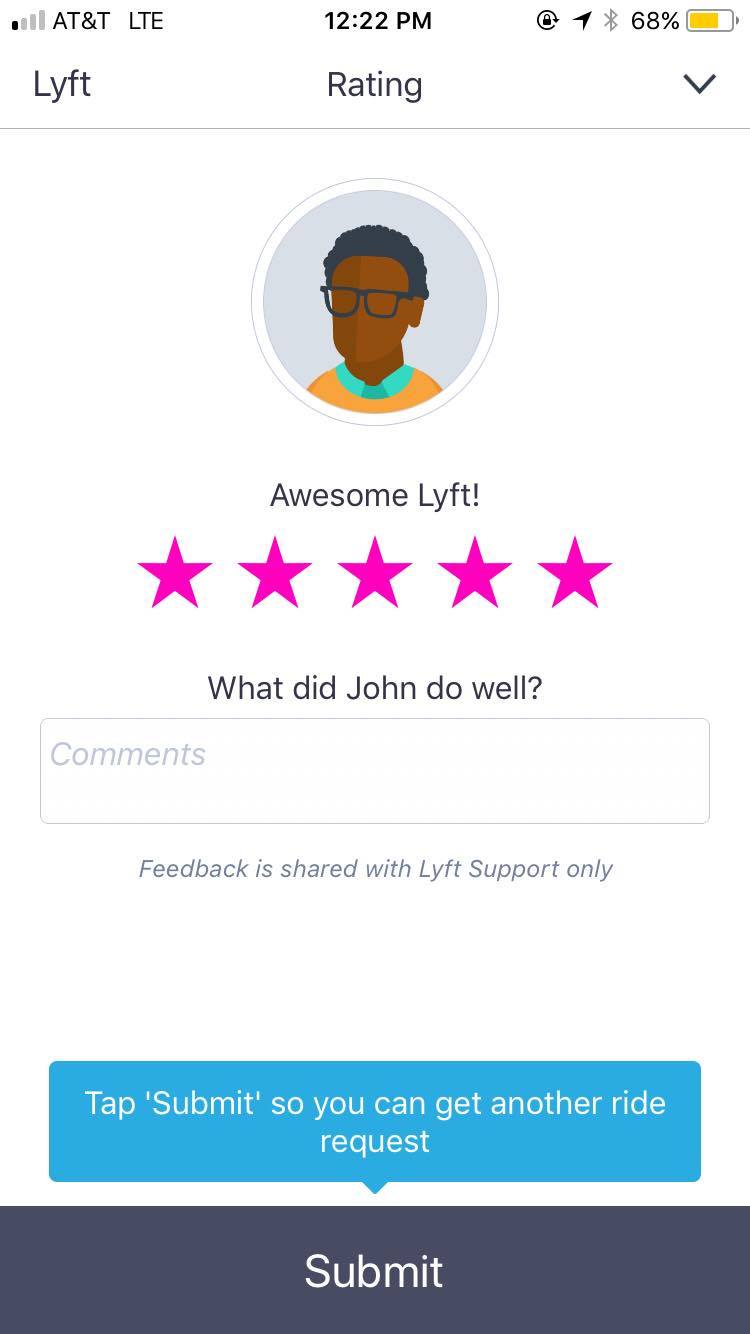 AT&T LTE 12:22 PM 68%
Lyft Rating
Awesome Lyft!
What did John do well?
Comments
Feedback is shared with Lyft Support only
Tap 'Submit' so you can get another ride
request
Submit